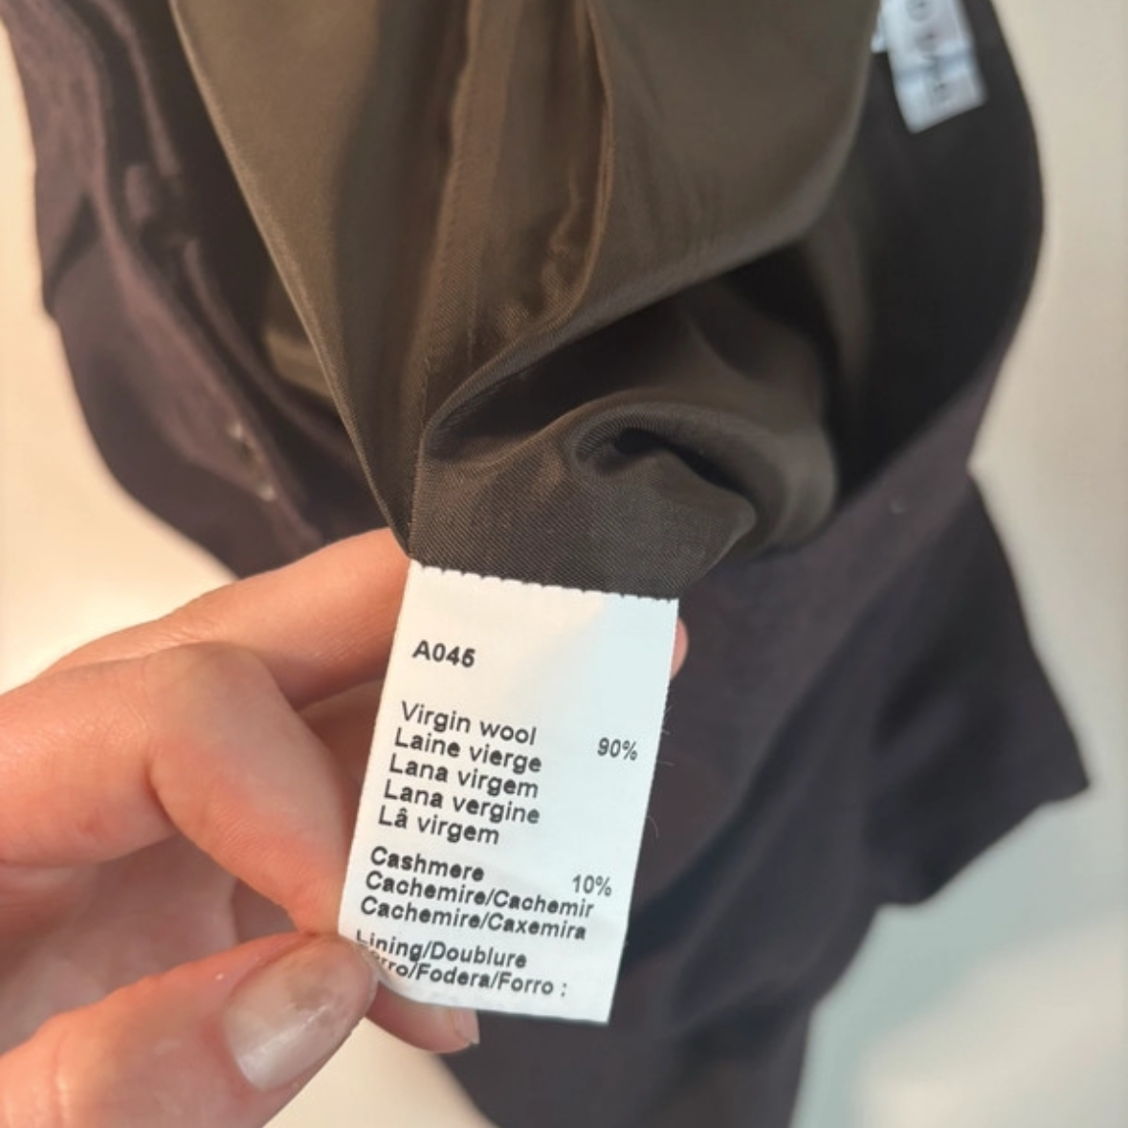 A045
Virgin wool 90%
Laine vierge
Lana virgem
Lana vergine
Lâ virgem
Cashmere 10%
Cachemire/Cachemir
Cachemire/Caxemira
Lining/Doublure
Forro/Fodera/Forro :